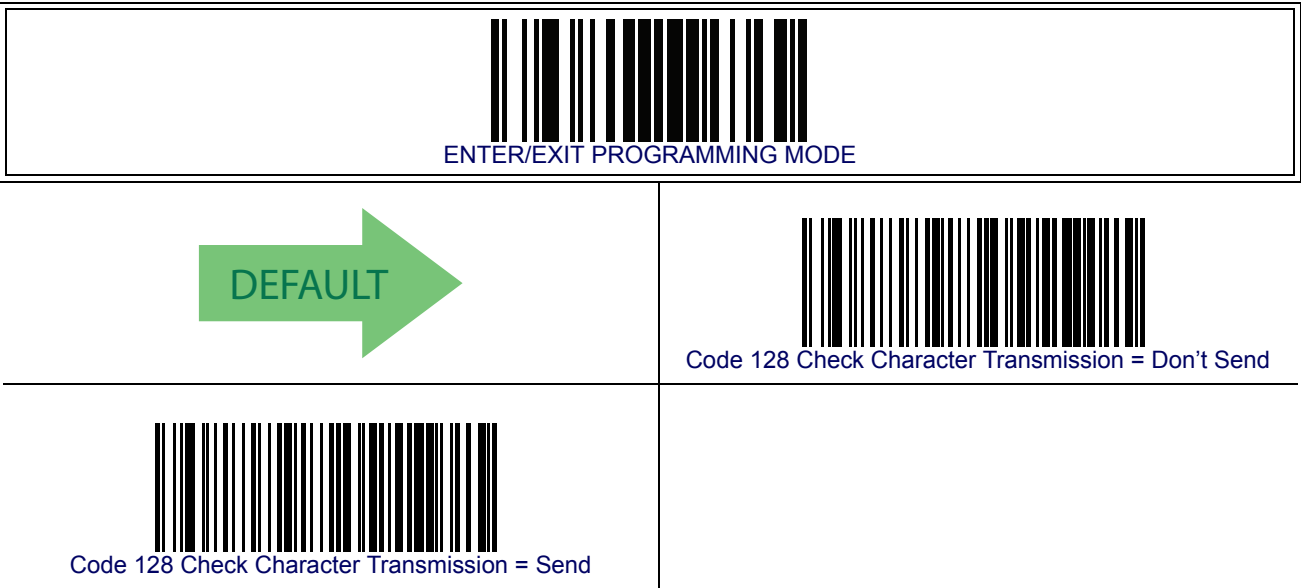 ENTER/EXIT PROGRAMMING MODE
DEFAULT
Code 128 Check Character Transmission = Don’t Send
Code 128 Check Character Transmission = Send